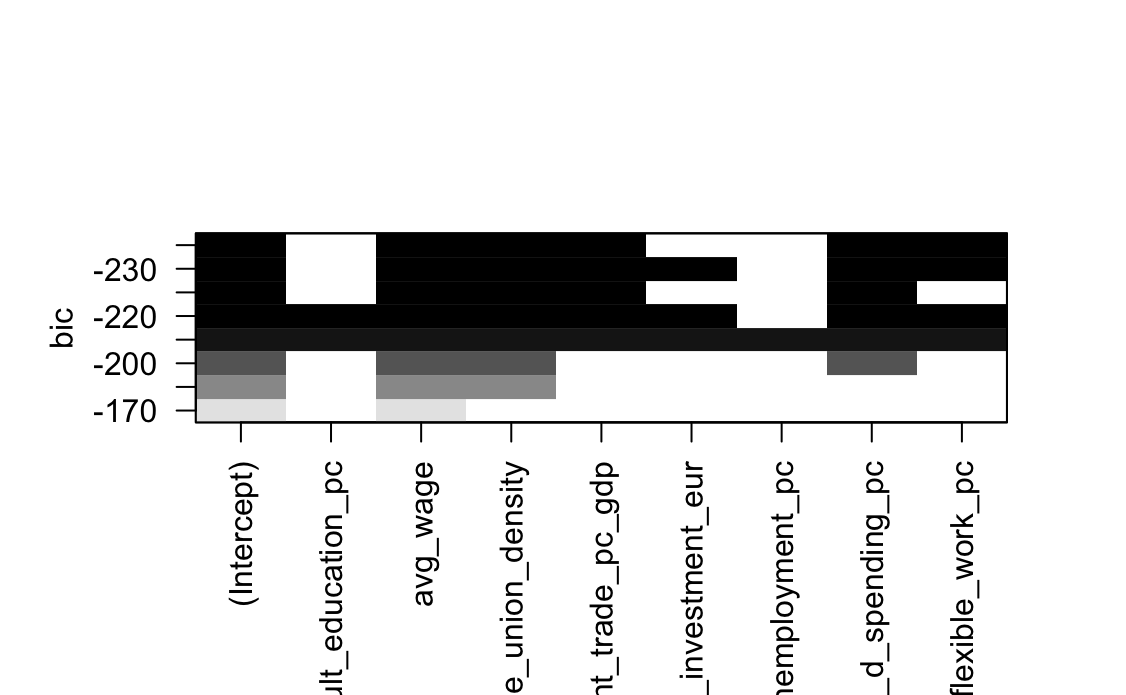 bic
-230
-220
-200
-170
(Intercept)
ult_education_pc
avg_wage
e_union_density
nt_trade_pc_gdp
_investment_eur
nemployment_pc
_d_spending_pc
flexible_work_pc